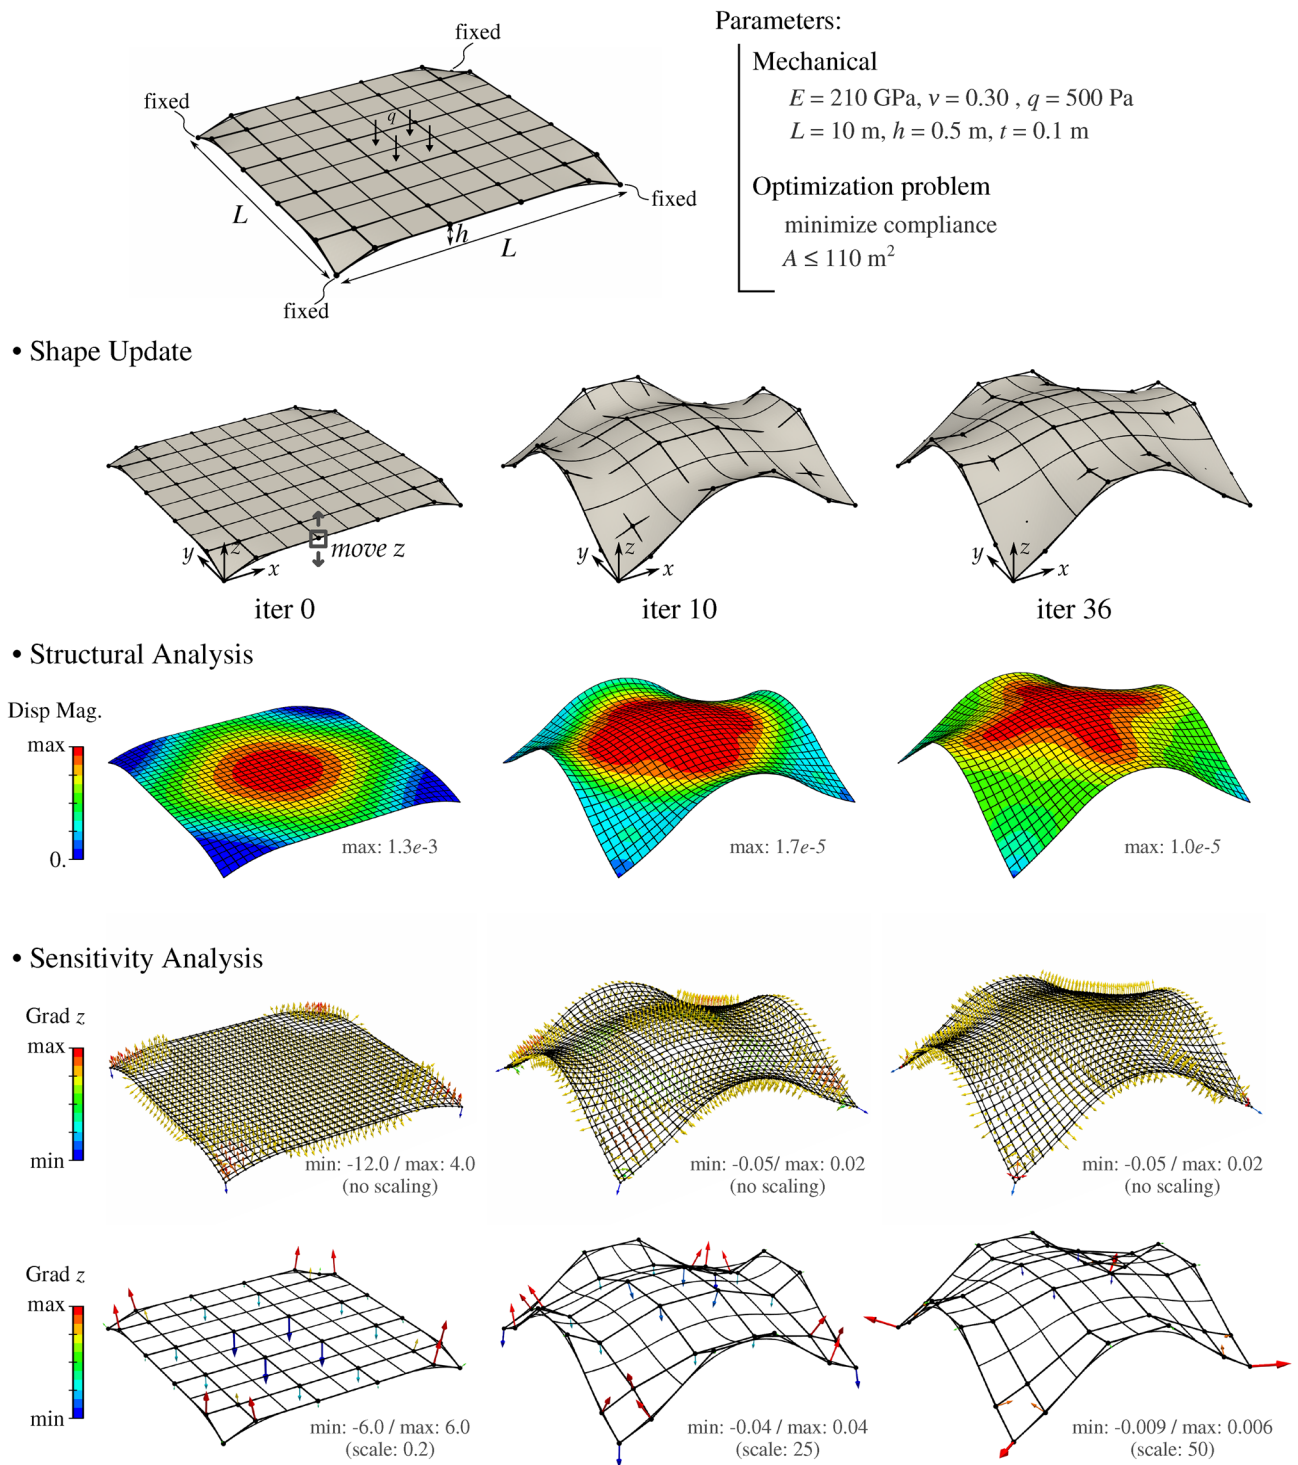 Parameters:
fixed
Mechanical
fixed
E = 210 GPa, ν = 0.30 , q = 500 Pa
q
L = 10 m, h = 0.5 m, t = 0.1 m
Optimization problem
fixed
L
minimize compliance
h
L
A ≤ 110 m²
fixed
• Shape Update
y
z
move z
x
y
z
x
y
z
x
iter 0
iter 10
iter 36
• Structural Analysis
Disp Mag.
max
0.
max: 1.3e-3
max: 1.7e-5
max: 1.0e-5
• Sensitivity Analysis
Grad z
max
min
min: -12.0 / max: 4.0
(no scaling)
min: -0.05/ max: 0.02
(no scaling)
min: -0.05 / max: 0.02
(no scaling)
Grad z
max
min
min: -6.0 / max: 6.0
(scale: 0.2)
min: -0.04 / max: 0.04
(scale: 25)
min: -0.009 / max: 0.006
(scale: 50)